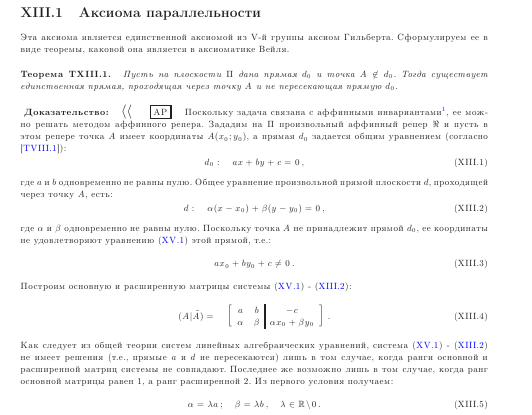 XIII.1 Аксиома параллельности
Эта аксиома является единственной аксиомой из V-й группы аксиом Гильберта. Сформулируем ее в
виде теоремы, каковой она является в аксиоматике Вейля.
Теорема TXIII.1. Пусть на плоскости Π дана прямая d₀ и точка A ∉ d₀. Тогда существует
единственная прямая, проходящая через точку A и не пересекающая прямую d₀.
Доказательство: ⟨⟨ АР Поскольку задача связана с аффинными инвариантами¹, ее мож-
но решать методом аффинного репера. Зададим на Π произвольный аффинный репер ℜ и пусть в
этом репере точка A имеет координаты A(x₀; y₀), а прямая d₀ задается общим уравнением (согласно
[TVIII.1]):
d₀ : ax + by + c = 0 , (XIII.1)
где a и b одновременно не равны нулю. Общее уравнение произвольной прямой плоскости d, проходящей
через точку A, есть:
d : α(x − x₀) + β(y − y₀) = 0 , (XIII.2)
где α и β одновременно не равны нулю. Поскольку точка A не принадлежит прямой d₀, ее координаты
не удовлетворяют уравнению (XV.1) этой прямой, т.е.:
ax₀ + by₀ + c ≠ 0 . (XIII.3)
Построим основную и расширенную матрицы системы (XV.1) - (XIII.2):
(A|Ã) = [ a b | −c
α β | αx₀ + βy₀ ] . (XIII.4)
Как следует из общей теории систем линейных алгебраических уравнений, система (XV.1) - (XIII.2)
не имеет решения (т.е., прямые a и d не пересекаются) лишь в том случае, когда ранги основной и
расширенной матриц системы не совпадают. Последнее же возможно лишь в том случае, когда ранг
основной матрицы равен 1, а ранг расширенной 2. Из первого условия получаем:
α = λa ; β = λb , λ ∈ ℝ \ 0 . (XIII.5)